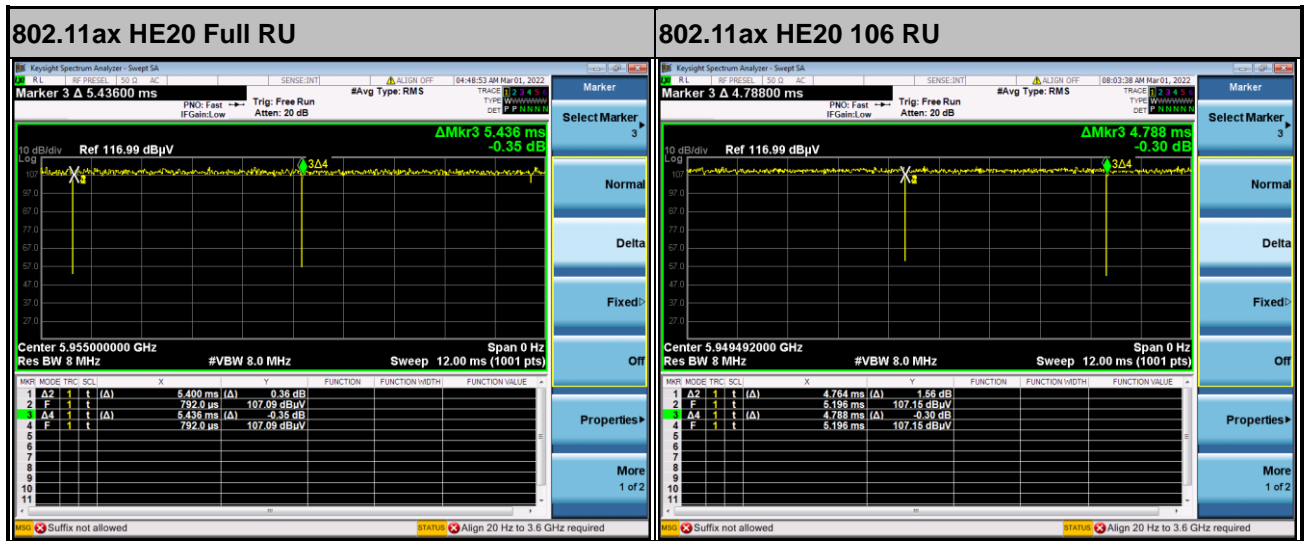 802.11ax HE20 Full RU
Keysight Spectrum Analyzer - Swept SA
RL RF PRESEL 50 Ω AC SENSE:INT ALIGN OFF 04:48:53 AM Mar 01, 2022
Marker 3 Δ 5.43600 ms
PNO: Fast
IFGain:Low
Trig: Free Run
Atten: 20 dB
#Avg Type: RMS
TRACE 1 2 3 4 5 6
TYPE WWWWWW
DET P P N N N N
ΔMkr3 5.436 ms
-0.35 dB
10 dB/div Ref 116.99 dBµV
Log
3Δ4
107
97.0
87.0
77.0
67.0
57.0
47.0
37.0
27.0
Center 5.955000000 GHz Span 0 Hz
Res BW 8 MHz #VBW 8.0 MHz Sweep 12.00 ms (1001 pts)
MKR MODE TRC SCL X Y FUNCTION FUNCTION WIDTH FUNCTION VALUE
1 Δ2 1 t (Δ) 5.400 ms (Δ) 0.36 dB
2 F 1 t 792.0 µs 107.09 dBµV
3 Δ4 1 t (Δ) 5.436 ms (Δ) -0.35 dB
4 F 1 t 792.0 µs 107.09 dBµV
5
6
7
8
9
10
11
MSG Suffix not allowed STATUS Align 20 Hz to 3.6 GHz required
Marker
Select Marker
3
Normal
Delta
Fixed
Off
Properties
More
1 of 2
802.11ax HE20 106 RU
Keysight Spectrum Analyzer - Swept SA
RL RF PRESEL 50 Ω AC SENSE:INT ALIGN OFF 08:03:38 AM Mar 01, 2022
Marker 3 Δ 4.78800 ms
PNO: Fast
IFGain:Low
Trig: Free Run
Atten: 20 dB
#Avg Type: RMS
TRACE 1 2 3 4 5 6
TYPE WWWWWW
DET P P N N N N
ΔMkr3 4.788 ms
-0.30 dB
10 dB/div Ref 116.99 dBµV
Log
3Δ4
107
97.0
87.0
77.0
67.0
57.0
47.0
37.0
27.0
Center 5.949492000 GHz Span 0 Hz
Res BW 8 MHz #VBW 8.0 MHz Sweep 12.00 ms (1001 pts)
MKR MODE TRC SCL X Y FUNCTION FUNCTION WIDTH FUNCTION VALUE
1 Δ2 1 t (Δ) 4.764 ms (Δ) 1.56 dB
2 F 1 t 5.196 ms 107.15 dBµV
3 Δ4 1 t (Δ) 4.788 ms (Δ) -0.30 dB
4 F 1 t 5.196 ms 107.15 dBµV
5
6
7
8
9
10
11
MSG Suffix not allowed STATUS Align 20 Hz to 3.6 GHz required
Marker
Select Marker
3
Normal
Delta
Fixed
Off
Properties
More
1 of 2